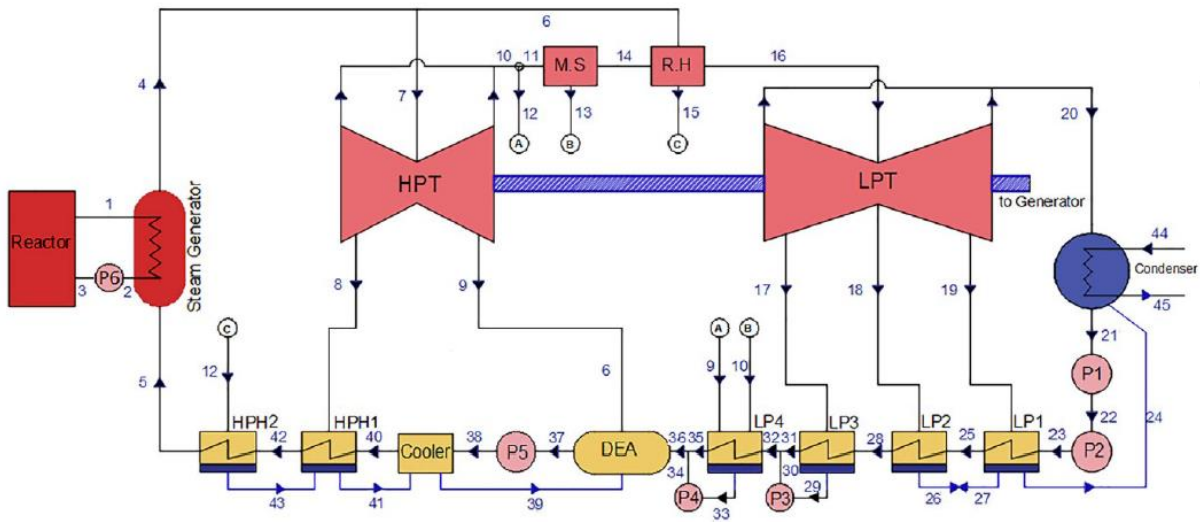 6
10
11
M.S
14
R.H
16
4
7
12
13
15
20
A
B
C
HPT
LPT
to Generator
1
Reactor
Steam Generator
44
Condenser
3
P6
2
45
8
9
17
18
19
21
C
A
B
P1
5
12
6
9
10
22
24
HPH2
HPH1
LP4
LP3
LP2
LP1
42
40
Cooler
38
P5
37
DEA
36
35
32
31
28
25
23
P2
34
30
43
41
39
P4
33
P3
29
26
27